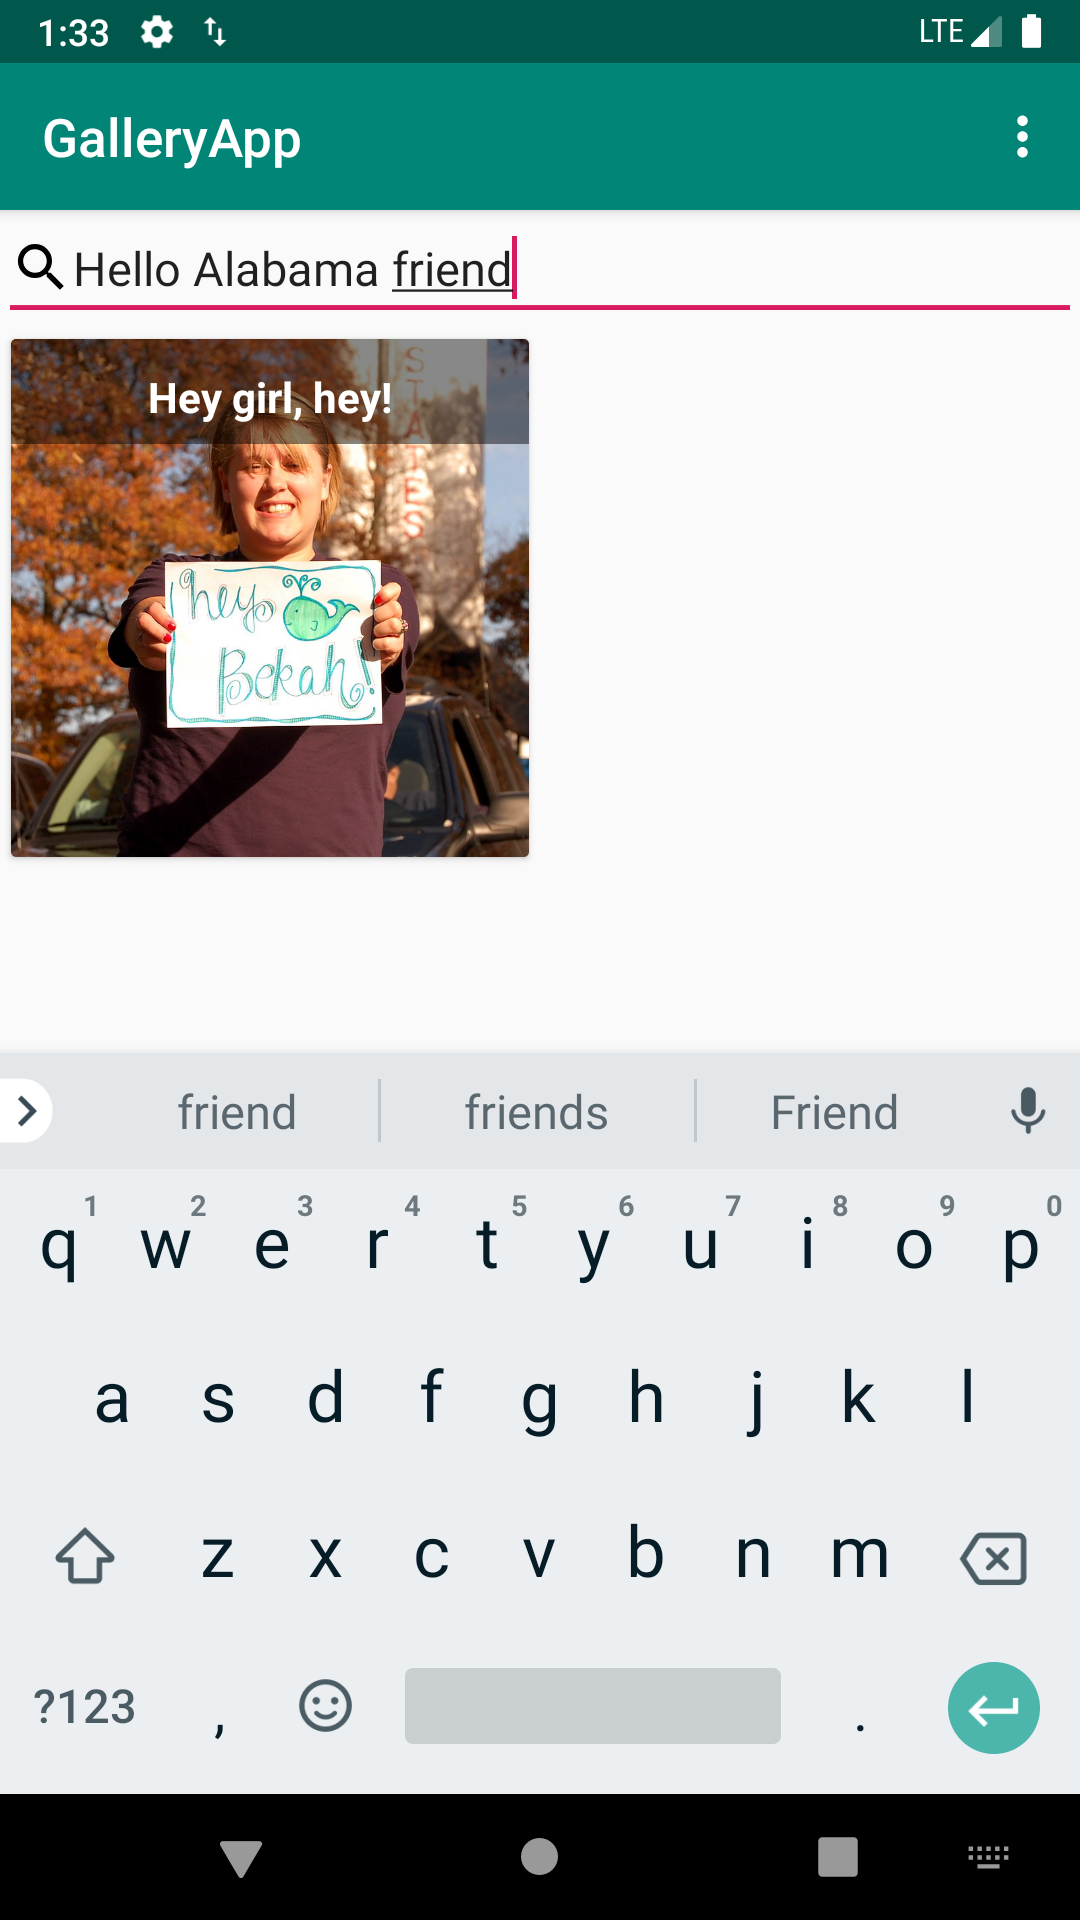 1:33 LTE
GalleryApp
Hello Alabama friend
STATES
Hey girl, hey!
hey
Bekah!
friend friends Friend
1 2 3 4 5 6 7 8 9 0
q w e r t y u i o p
a s d f g h j k l
z x c v b n m
?123 , .